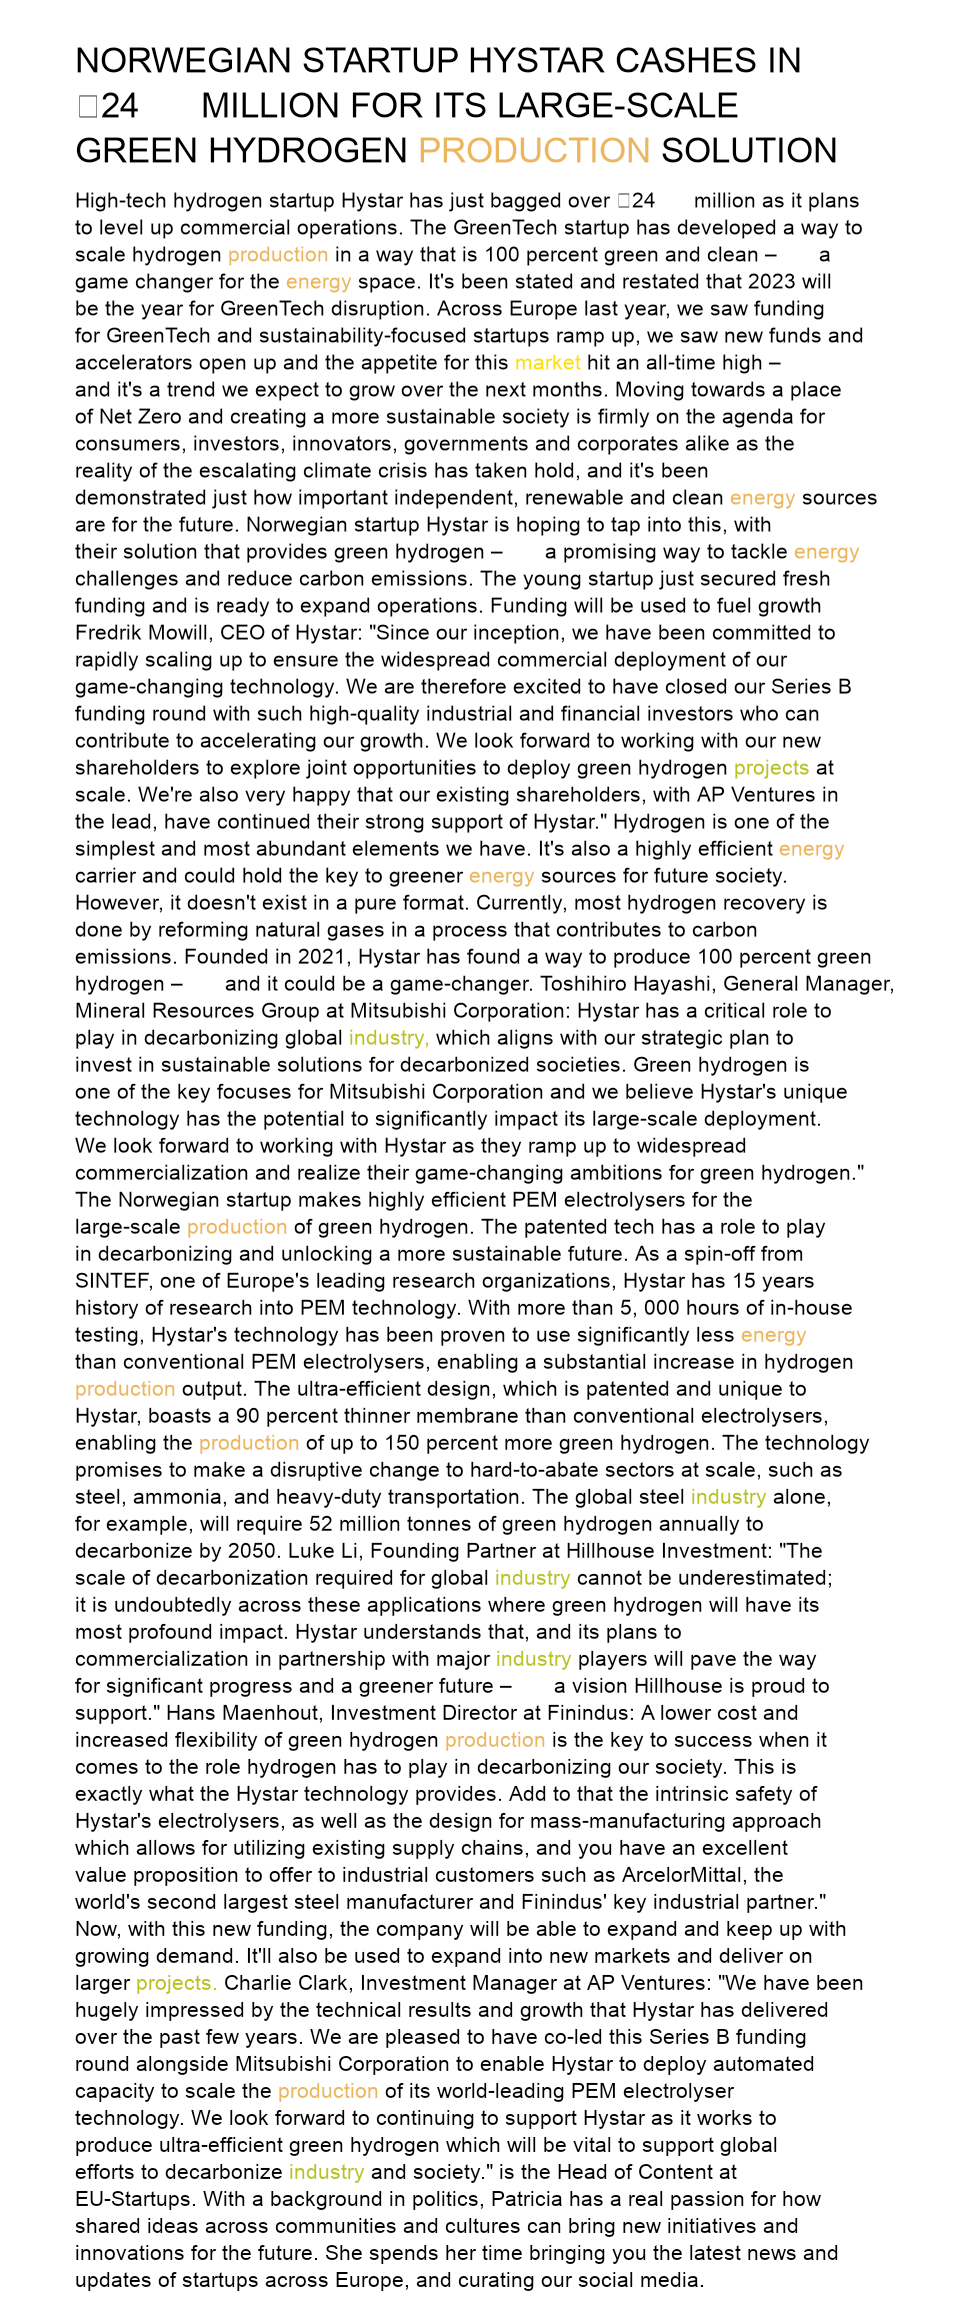 NORWEGIAN STARTUP HYSTAR CASHES IN
□24 MILLION FOR ITS LARGE-SCALE
GREEN HYDROGEN PRODUCTION SOLUTION
High-tech hydrogen startup Hystar has just bagged over □24 million as it plans
to level up commercial operations. The GreenTech startup has developed a way to
scale hydrogen production in a way that is 100 percent green and clean – a
game changer for the energy space. It's been stated and restated that 2023 will
be the year for GreenTech disruption. Across Europe last year, we saw funding
for GreenTech and sustainability-focused startups ramp up, we saw new funds and
accelerators open up and the appetite for this market hit an all-time high –
and it's a trend we expect to grow over the next months. Moving towards a place
of Net Zero and creating a more sustainable society is firmly on the agenda for
consumers, investors, innovators, governments and corporates alike as the
reality of the escalating climate crisis has taken hold, and it's been
demonstrated just how important independent, renewable and clean energy sources
are for the future. Norwegian startup Hystar is hoping to tap into this, with
their solution that provides green hydrogen – a promising way to tackle energy
challenges and reduce carbon emissions. The young startup just secured fresh
funding and is ready to expand operations. Funding will be used to fuel growth
Fredrik Mowill, CEO of Hystar: "Since our inception, we have been committed to
rapidly scaling up to ensure the widespread commercial deployment of our
game-changing technology. We are therefore excited to have closed our Series B
funding round with such high-quality industrial and financial investors who can
contribute to accelerating our growth. We look forward to working with our new
shareholders to explore joint opportunities to deploy green hydrogen projects at
scale. We're also very happy that our existing shareholders, with AP Ventures in
the lead, have continued their strong support of Hystar." Hydrogen is one of the
simplest and most abundant elements we have. It's also a highly efficient energy
carrier and could hold the key to greener energy sources for future society.
However, it doesn't exist in a pure format. Currently, most hydrogen recovery is
done by reforming natural gases in a process that contributes to carbon
emissions. Founded in 2021, Hystar has found a way to produce 100 percent green
hydrogen – and it could be a game-changer. Toshihiro Hayashi, General Manager,
Mineral Resources Group at Mitsubishi Corporation: Hystar has a critical role to
play in decarbonizing global industry, which aligns with our strategic plan to
invest in sustainable solutions for decarbonized societies. Green hydrogen is
one of the key focuses for Mitsubishi Corporation and we believe Hystar's unique
technology has the potential to significantly impact its large-scale deployment.
We look forward to working with Hystar as they ramp up to widespread
commercialization and realize their game-changing ambitions for green hydrogen."
The Norwegian startup makes highly efficient PEM electrolysers for the
large-scale production of green hydrogen. The patented tech has a role to play
in decarbonizing and unlocking a more sustainable future. As a spin-off from
SINTEF, one of Europe's leading research organizations, Hystar has 15 years
history of research into PEM technology. With more than 5, 000 hours of in-house
testing, Hystar's technology has been proven to use significantly less energy
than conventional PEM electrolysers, enabling a substantial increase in hydrogen
production output. The ultra-efficient design, which is patented and unique to
Hystar, boasts a 90 percent thinner membrane than conventional electrolysers,
enabling the production of up to 150 percent more green hydrogen. The technology
promises to make a disruptive change to hard-to-abate sectors at scale, such as
steel, ammonia, and heavy-duty transportation. The global steel industry alone,
for example, will require 52 million tonnes of green hydrogen annually to
decarbonize by 2050. Luke Li, Founding Partner at Hillhouse Investment: "The
scale of decarbonization required for global industry cannot be underestimated;
it is undoubtedly across these applications where green hydrogen will have its
most profound impact. Hystar understands that, and its plans to
commercialization in partnership with major industry players will pave the way
for significant progress and a greener future – a vision Hillhouse is proud to
support." Hans Maenhout, Investment Director at Finindus: A lower cost and
increased flexibility of green hydrogen production is the key to success when it
comes to the role hydrogen has to play in decarbonizing our society. This is
exactly what the Hystar technology provides. Add to that the intrinsic safety of
Hystar's electrolysers, as well as the design for mass-manufacturing approach
which allows for utilizing existing supply chains, and you have an excellent
value proposition to offer to industrial customers such as ArcelorMittal, the
world's second largest steel manufacturer and Finindus' key industrial partner."
Now, with this new funding, the company will be able to expand and keep up with
growing demand. It'll also be used to expand into new markets and deliver on
larger projects. Charlie Clark, Investment Manager at AP Ventures: "We have been
hugely impressed by the technical results and growth that Hystar has delivered
over the past few years. We are pleased to have co-led this Series B funding
round alongside Mitsubishi Corporation to enable Hystar to deploy automated
capacity to scale the production of its world-leading PEM electrolyser
technology. We look forward to continuing to support Hystar as it works to
produce ultra-efficient green hydrogen which will be vital to support global
efforts to decarbonize industry and society." is the Head of Content at
EU-Startups. With a background in politics, Patricia has a real passion for how
shared ideas across communities and cultures can bring new initiatives and
innovations for the future. She spends her time bringing you the latest news and
updates of startups across Europe, and curating our social media.